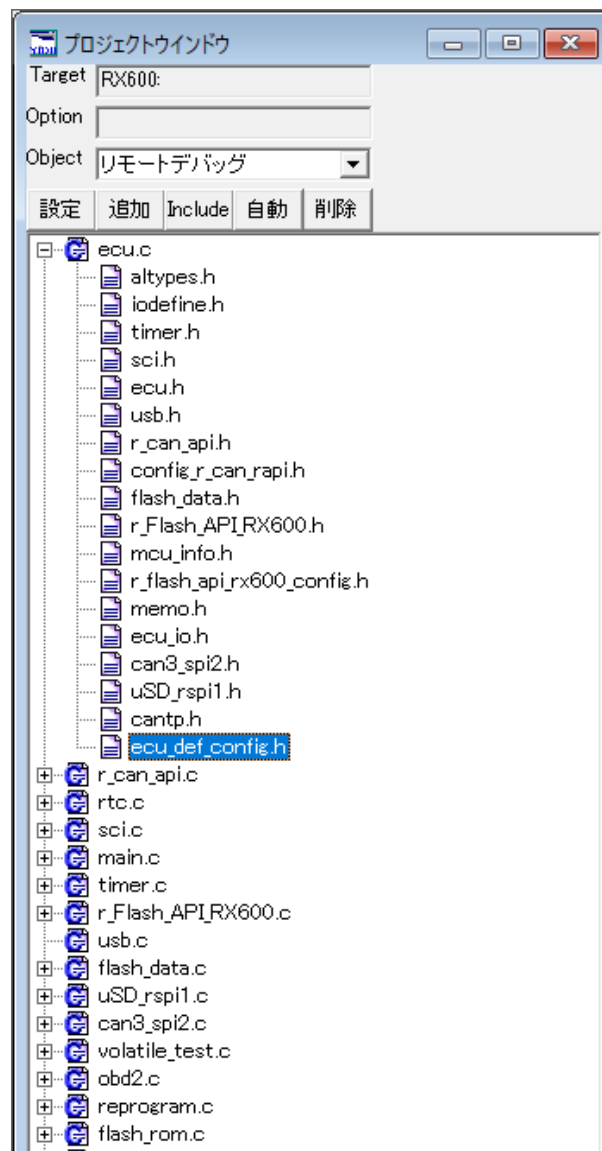 プロジェクトウインドウ
Target RX600:
Option
Object リモートデバッグ
設定 追加 Include 自動 削除
ecu.c
altypes.h
iodefine.h
timer.h
sci.h
ecu.h
usb.h
r_can_api.h
config_r_can_rapi.h
flash_data.h
r_Flash_API_RX600.h
mcu_info.h
r_flash_api_rx600_config.h
memo.h
ecu_io.h
can3_spi2.h
uSD_rspi1.h
cantp.h
ecu_def_config.h
r_can_api.c
rtc.c
sci.c
main.c
timer.c
r_Flash_API_RX600.c
usb.c
flash_data.c
uSD_rspi1.c
can3_spi2.c
volatile_test.c
obd2.c
reprogram.c
flash_rom.c